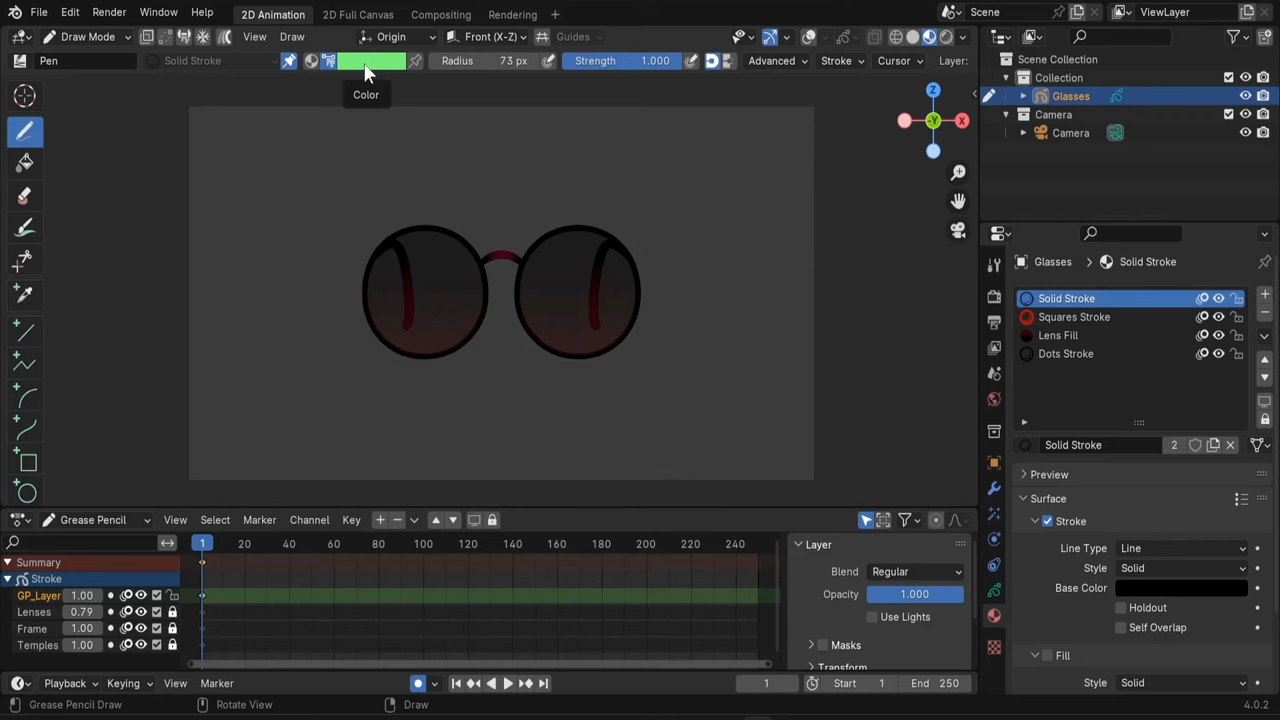 File Edit Render Window Help 2D Animation 2D Full Canvas Compositing Rendering + Scene ViewLayer
Draw Mode View Draw Origin Front (X-Z) Guides
Pen Solid Stroke Radius 73 px Strength 1.000 Advanced Stroke Cursor Layer:
Color
Z
-Y X
Scene Collection
Collection
Glasses
Camera
Camera
Glasses > Solid Stroke
Solid Stroke
Squares Stroke
Lens Fill
Dots Stroke
Solid Stroke 2
Preview
Surface
Stroke
Line Type Line
Style Solid
Base Color
Holdout
Self Overlap
Fill
Style Solid
Grease Pencil View Select Marker Channel Key
1 20 40 60 80 100 120 140 160 180 200 220 240
Summary
Stroke
GP_Layer 1.00
Lenses 0.79
Frame 1.00
Temples 1.00
Layer
Blend Regular
Opacity 1.000
Use Lights
Masks
Transform
Playback Keying View Marker 1 Start 1 End 250
Grease Pencil Draw Rotate View Draw 4.0.2